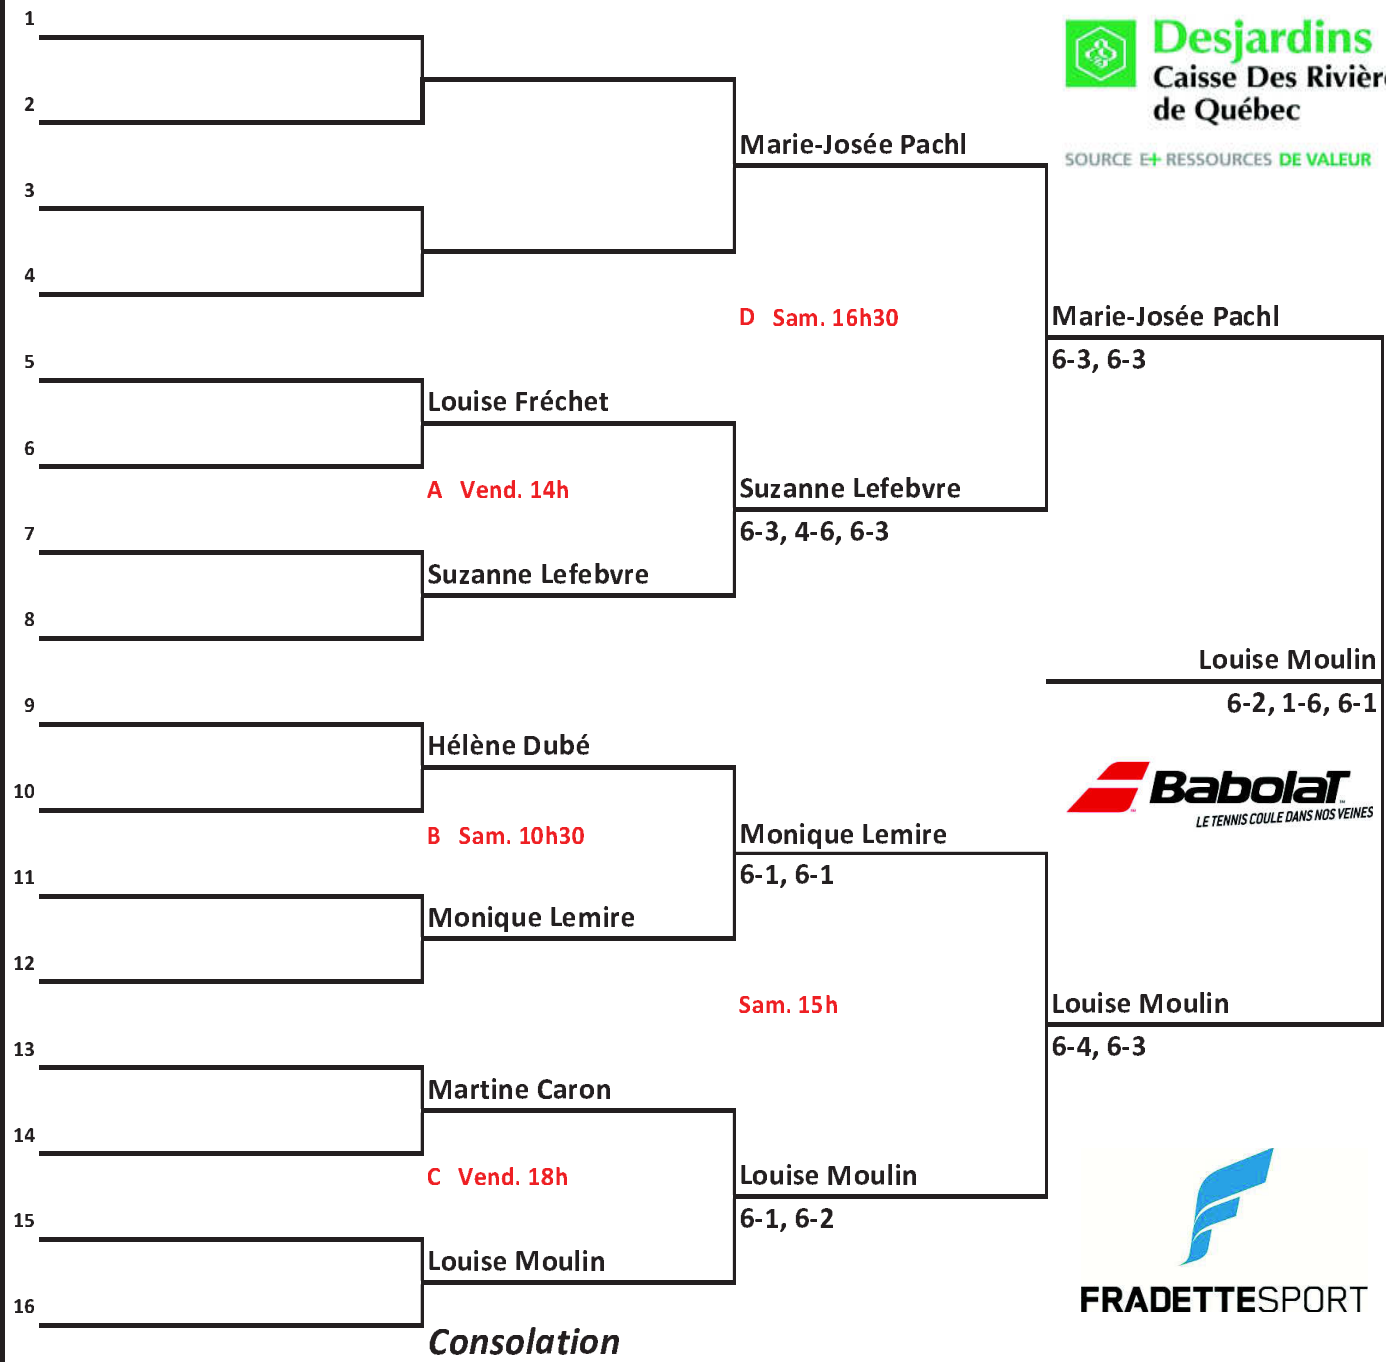 1
Desjardins
Caisse Des Rivièr
de Québec
2
Marie-Josée Pachl
SOURCE ET RESSOURCES DE VALEUR
3
4
D Sam. 16h30
Marie-Josée Pachl
6-3, 6-3
5
Louise Fréchet
6
A Vend. 14h
Suzanne Lefebvre
6-3, 4-6, 6-3
7
Suzanne Lefebvre
8
Louise Moulin
6-2, 1-6, 6-1
9
Hélène Dubé
10
BabolaT
LE TENNIS COULE DANS NOS VEINES
B Sam. 10h30
Monique Lemire
6-1, 6-1
11
Monique Lemire
12
Sam. 15h
Louise Moulin
6-4, 6-3
13
Martine Caron
14
C Vend. 18h
Louise Moulin
6-1, 6-2
15
Louise Moulin
16
FRADETTESPORT
Consolation